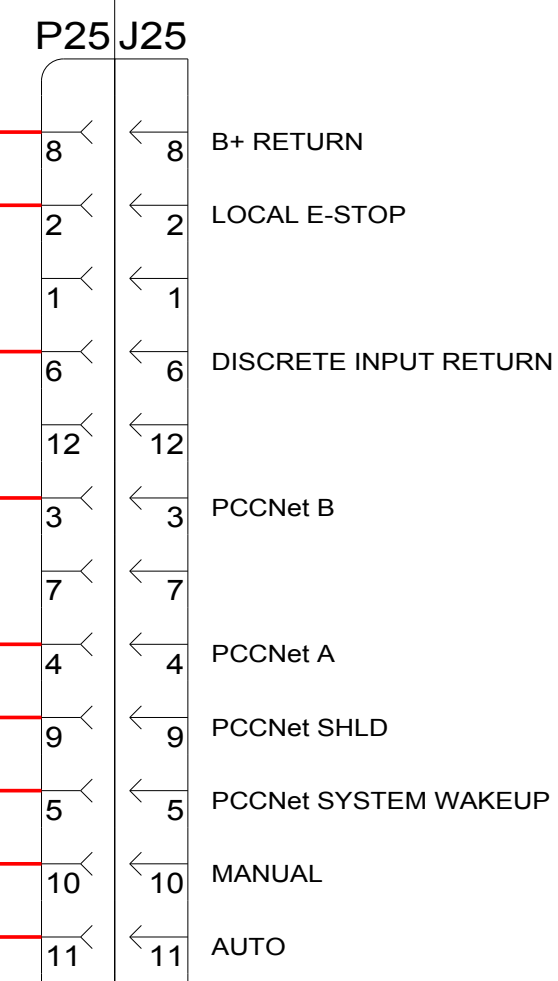 P25 J25
8 8 B+ RETURN
2 2 LOCAL E-STOP
1 1
6 6 DISCRETE INPUT RETURN
12 12
3 3 PCCNet B
7 7
4 4 PCCNet A
9 9 PCCNet SHLD
5 5 PCCNet SYSTEM WAKEUP
10 10 MANUAL
11 11 AUTO